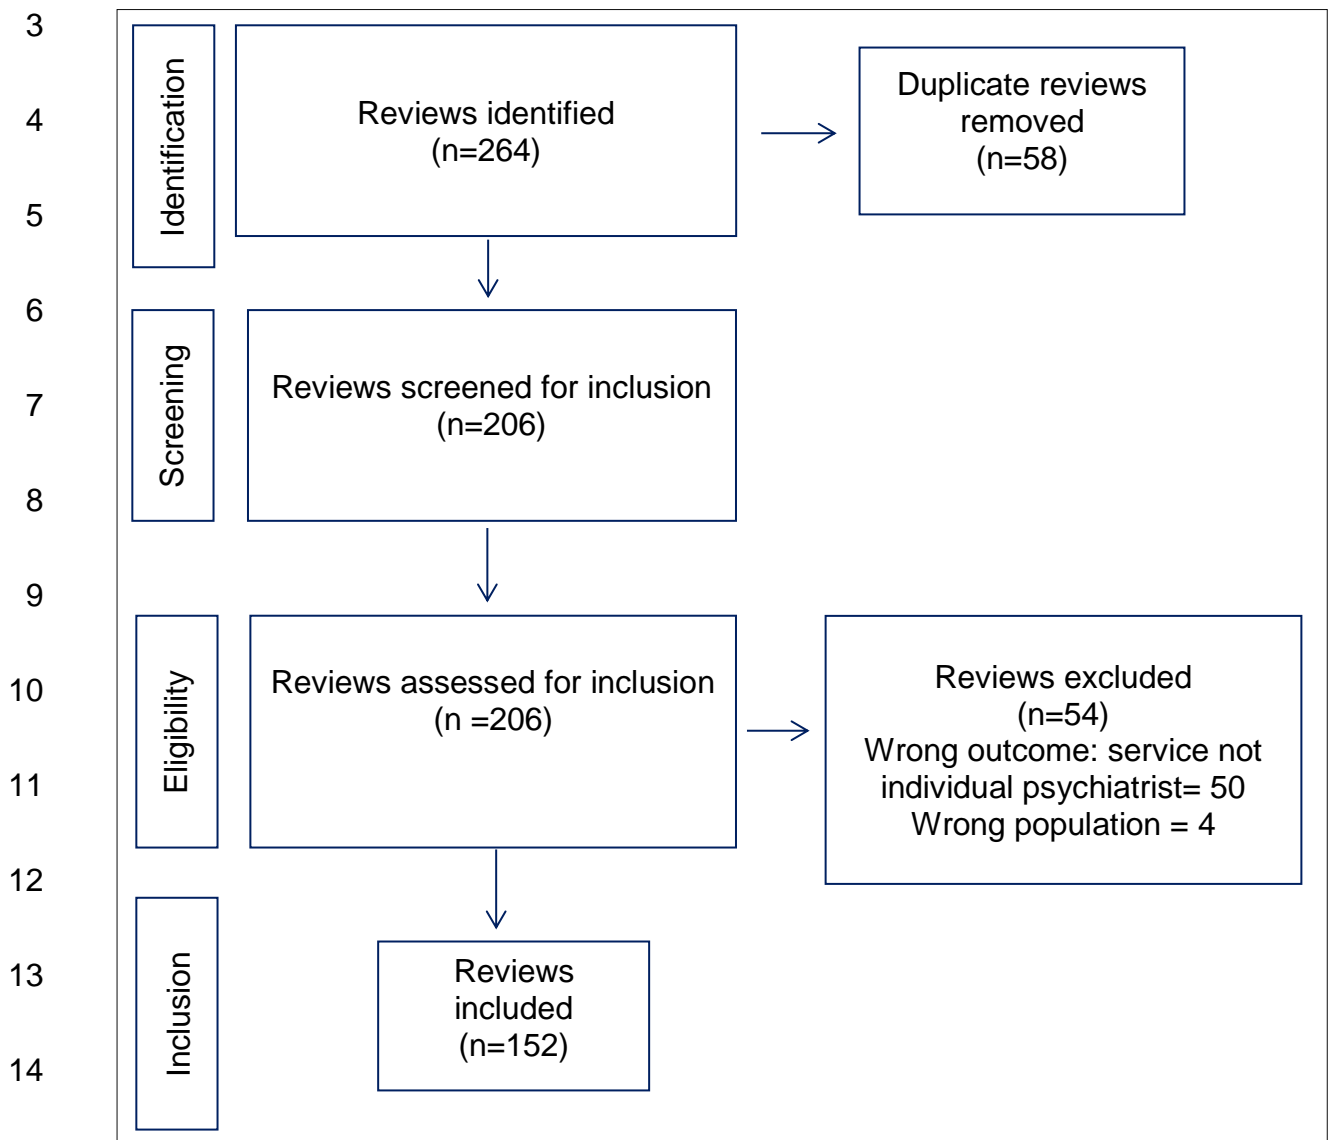 3
4
5
6
7
8
9
10
11
12
13
14
Identification
Reviews identified
(n=264)
Duplicate reviews
removed
(n=58)
Screening
Reviews screened for inclusion
(n=206)
Eligibility
Reviews assessed for inclusion
(n =206)
Reviews excluded
(n=54)
Wrong outcome: service not
individual psychiatrist= 50
Wrong population = 4
Inclusion
Reviews
included
(n=152)